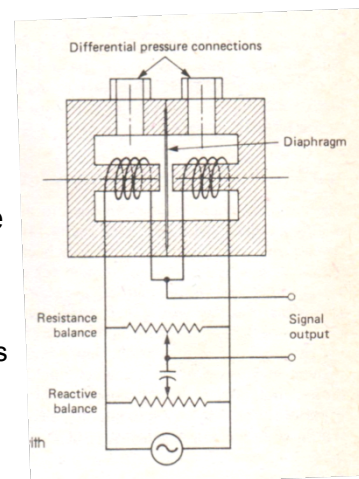 Differential pressure connections
Diaphragm
e
Resistance
balance
Signal
output
s
Reactive
balance
ith